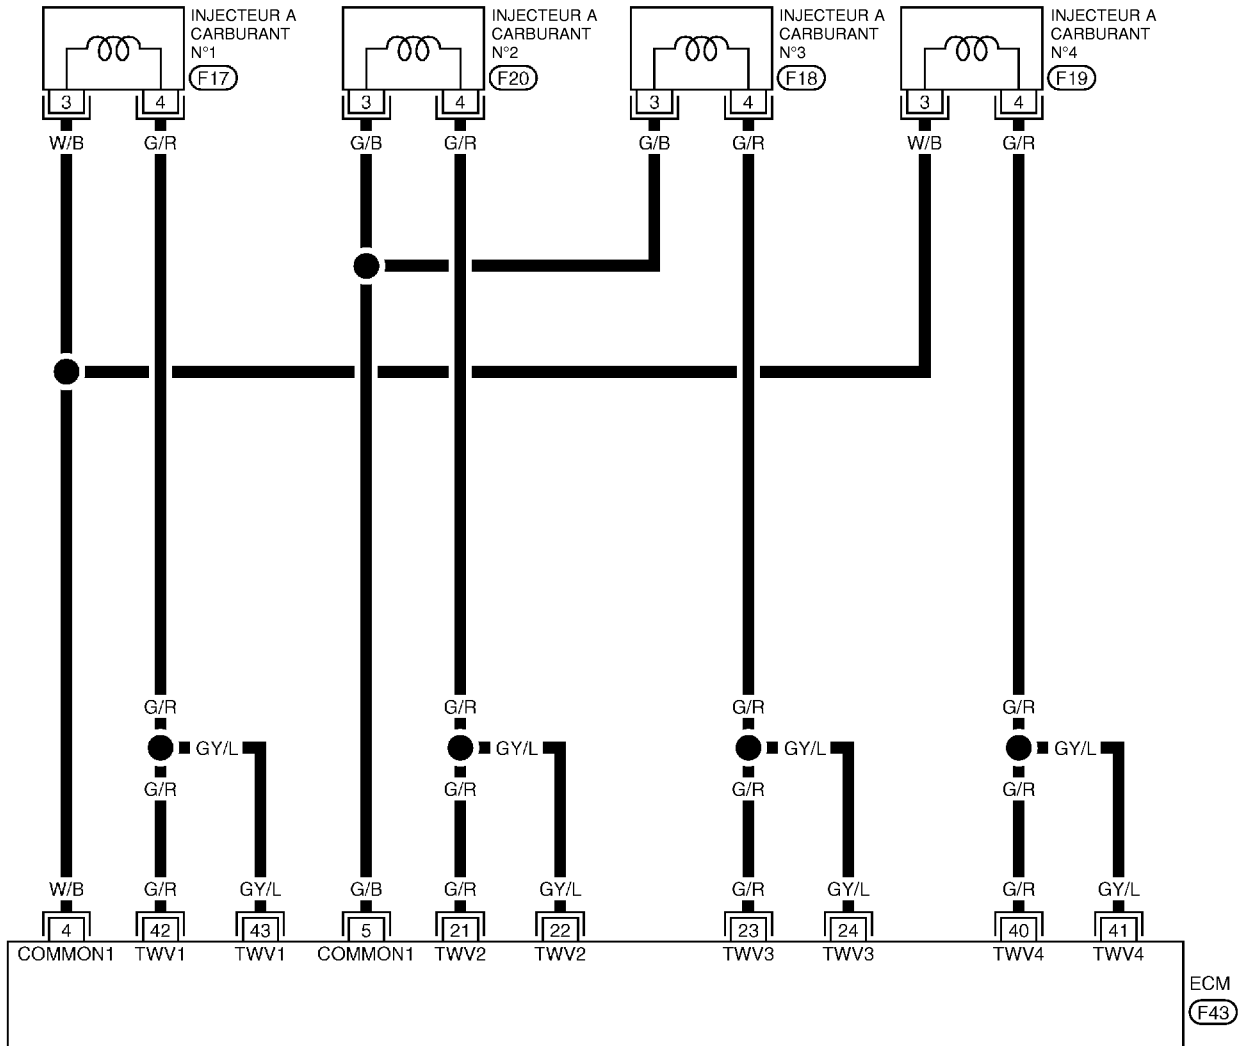 INJECTEUR A
CARBURANT
N°1
F17
INJECTEUR A
CARBURANT
N°2
F20
INJECTEUR A
CARBURANT
N°3
F18
INJECTEUR A
CARBURANT
N°4
F19
3 4 3 4 3 4 3 4
W/B G/R G/B G/R G/B G/R W/B G/R
G/R G/R G/R G/R
GY/L GY/L GY/L GY/L
G/R G/R G/R G/R
W/B G/R GY/L G/B G/R GY/L G/R GY/L G/R GY/L
4 42 43 5 21 22 23 24 40 41
COMMON1 TWV1 TWV1 COMMON1 TWV2 TWV2 TWV3 TWV3 TWV4 TWV4
ECM
F43